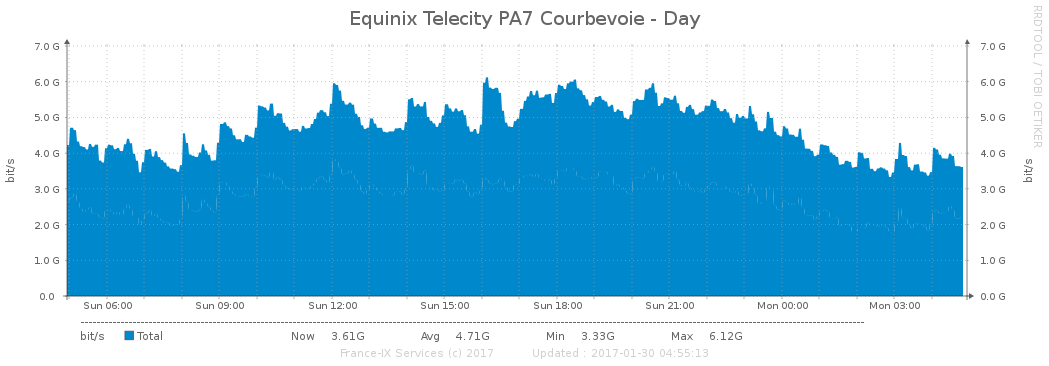 Equinix Telecity PA7 Courbevoie - Day
RRDTOOL / TOBI OETIKER
7.0 G 7.0 G
6.0 G 6.0 G
5.0 G 5.0 G
4.0 G 4.0 G
3.0 G 3.0 G
2.0 G 2.0 G
1.0 G 1.0 G
0.0 0.0 G
bit/s bit/s
Sun 06:00 Sun 09:00 Sun 12:00 Sun 15:00 Sun 18:00 Sun 21:00 Mon 00:00 Mon 03:00
bit/s Total Now 3.61G Avg 4.71G Min 3.33G Max 6.12G
France-IX Services (c) 2017 Updated : 2017-01-30 04:55:13